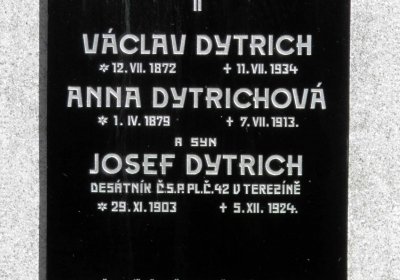 VÁCLAV DYTRICH
✲ 12. VII. 1872 + 11. VII. 1934
ANNA DYTRICHOVÁ
✲ 1. IV. 1879 + 7. VII. 1913.
A SYN
JOSEF DYTRICH
DESÁTNÍK Č.S.P. PL.Č.42 V TEREZÍNĚ
✲ 29. XI. 1903 + 5. XII. 1924.